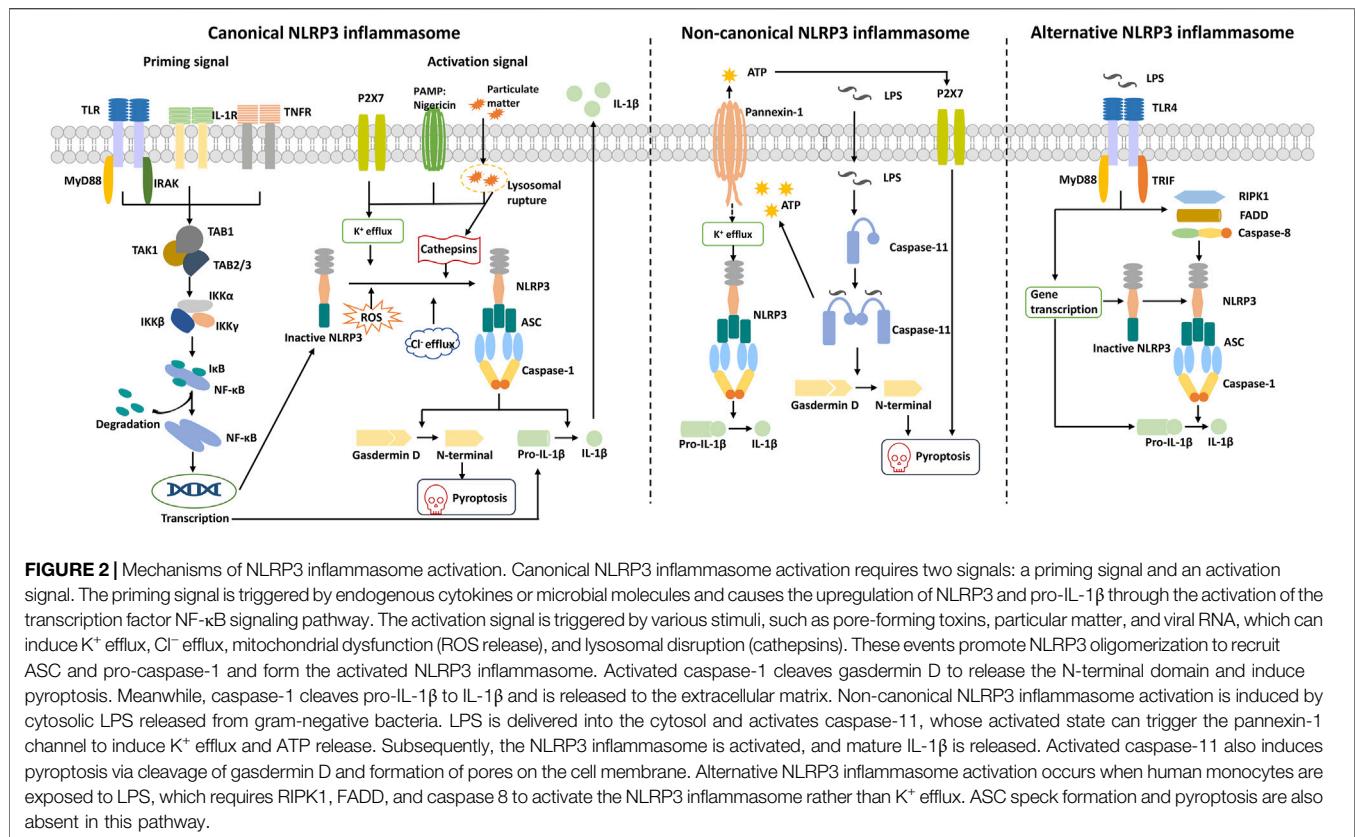 Canonical NLRP3 inflammasome
Priming signal
Activation signal
TLR
IL-1R
TNFR
MyD88
IRAK
TAB1
TAK1
TAB2/3
IKKα
IKKβ
IKKγ
IκB
NF-κB
Degradation
NF-κB
Transcription
P2X7
PAMP:
Nigericin
Particulate
matter
IL-1β
Lysosomal
rupture
K⁺ efflux
Cathepsins
Inactive NLRP3
ROS
Cl⁻ efflux
NLRP3
ASC
Caspase-1
Gasdermin D
N-terminal
Pro-IL-1β
IL-1β
Pyroptosis
Non-canonical NLRP3 inflammasome
ATP
LPS
P2X7
Pannexin-1
LPS
ATP
K⁺ efflux
Caspase-11
NLRP3
Caspase-11
ASC
Caspase-1
Gasdermin D
N-terminal
Pro-IL-1β
IL-1β
Pyroptosis
Alternative NLRP3 inflammasome
LPS
TLR4
MyD88
TRIF
RIPK1
FADD
Caspase-8
Gene
transcription
NLRP3
Inactive NLRP3
ASC
Caspase-1
Pro-IL-1β
IL-1β
FIGURE 2 | Mechanisms of NLRP3 inflammasome activation. Canonical NLRP3 inflammasome activation requires two signals: a priming signal and an activation
signal. The priming signal is triggered by endogenous cytokines or microbial molecules and causes the upregulation of NLRP3 and pro-IL-1β through the activation of the
transcription factor NF-κB signaling pathway. The activation signal is triggered by various stimuli, such as pore-forming toxins, particular matter, and viral RNA, which can
induce K⁺ efflux, Cl⁻ efflux, mitochondrial dysfunction (ROS release), and lysosomal disruption (cathepsins). These events promote NLRP3 oligomerization to recruit
ASC and pro-caspase-1 and form the activated NLRP3 inflammasome. Activated caspase-1 cleaves gasdermin D to release the N-terminal domain and induce
pyroptosis. Meanwhile, caspase-1 cleaves pro-IL-1β to IL-1β and is released to the extracellular matrix. Non-canonical NLRP3 inflammasome activation is induced by
cytosolic LPS released from gram-negative bacteria. LPS is delivered into the cytosol and activates caspase-11, whose activated state can trigger the pannexin-1
channel to induce K⁺ efflux and ATP release. Subsequently, the NLRP3 inflammasome is activated, and mature IL-1β is released. Activated caspase-11 also induces
pyroptosis via cleavage of gasdermin D and formation of pores on the cell membrane. Alternative NLRP3 inflammasome activation occurs when human monocytes are
exposed to LPS, which requires RIPK1, FADD, and caspase 8 to activate the NLRP3 inflammasome rather than K⁺ efflux. ASC speck formation and pyroptosis are also
absent in this pathway.